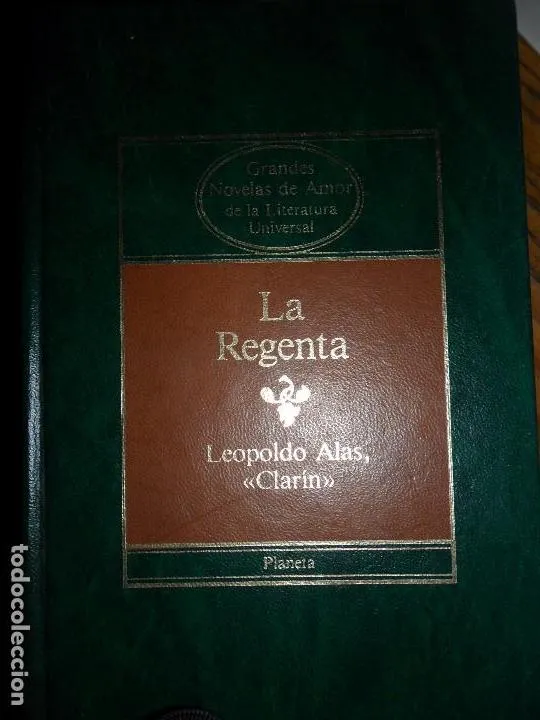 Grandes
Novelas de Amor
de la Literatura
Universal
La
Regenta
Leopoldo Alas,
«Clarín»
Planeta
todocoleccion